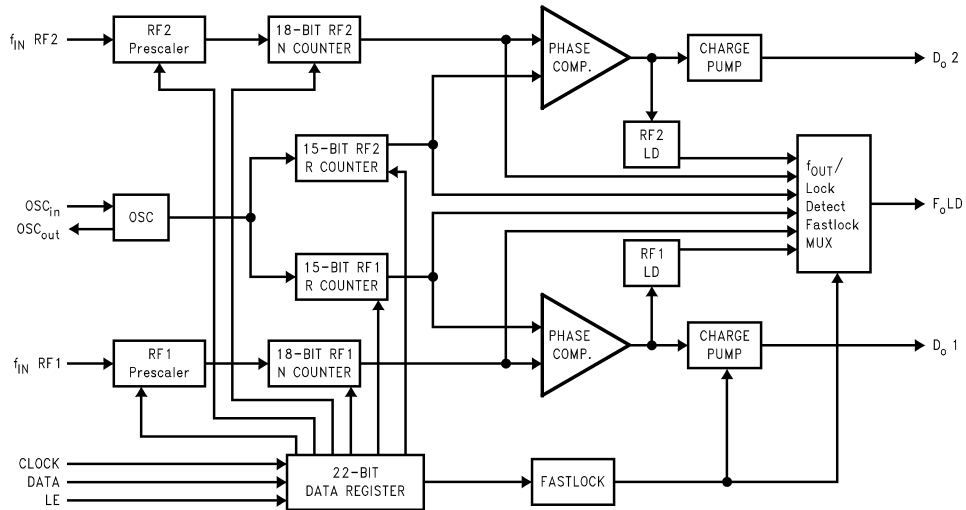 f_IN RF2
RF2
Prescaler
18-BIT RF2
N COUNTER
PHASE
COMP.
CHARGE
PUMP
D_o 2
RF2
LD
15-BIT RF2
R COUNTER
OSC_in
OSC_out
OSC
f_OUT/
Lock
Detect
Fastlock
MUX
F_oLD
15-BIT RF1
R COUNTER
RF1
LD
f_IN RF1
RF1
Prescaler
18-BIT RF1
N COUNTER
PHASE
COMP.
CHARGE
PUMP
D_o 1
CLOCK
DATA
LE
22-BIT
DATA REGISTER
FASTLOCK